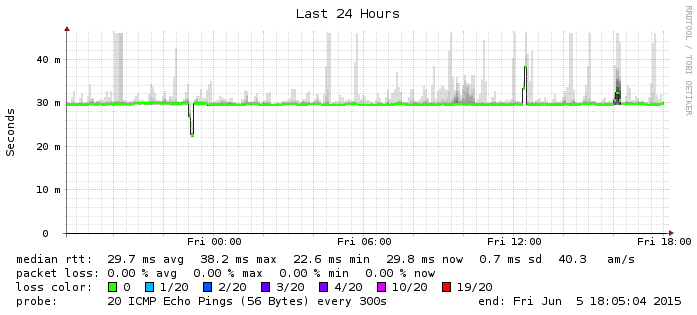 Last 24 Hours
RRDTOOL / TOBI OETIKER
Seconds
40 m
30 m
20 m
10 m
0
Fri 00:00 Fri 06:00 Fri 12:00 Fri 18:00
median rtt: 29.7 ms avg 38.2 ms max 22.6 ms min 29.8 ms now 0.7 ms sd 40.3 am/s
packet loss: 0.00 % avg 0.00 % max 0.00 % min 0.00 % now
loss color: 0 1/20 2/20 3/20 4/20 10/20 19/20
probe: 20 ICMP Echo Pings (56 Bytes) every 300s end: Fri Jun 5 18:05:04 2015